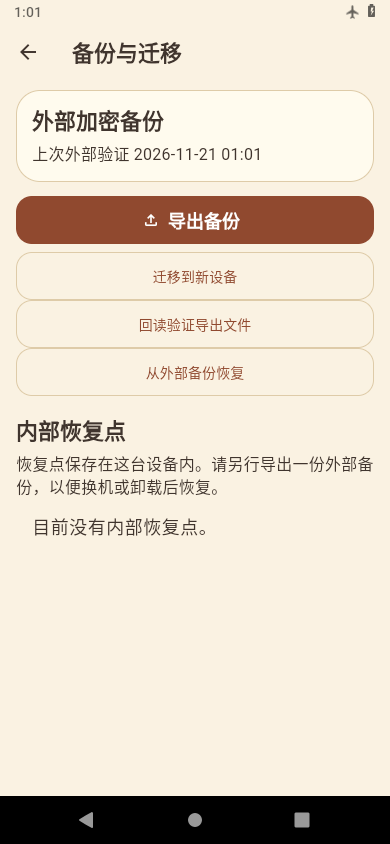 1:01
备份与迁移
外部加密备份
上次外部验证 2026-11-21 01:01
导出备份
迁移到新设备
回读验证导出文件
从外部备份恢复
内部恢复点
恢复点保存在这台设备内。请另行导出一份外部备
份，以便换机或卸载后恢复。
目前没有内部恢复点。